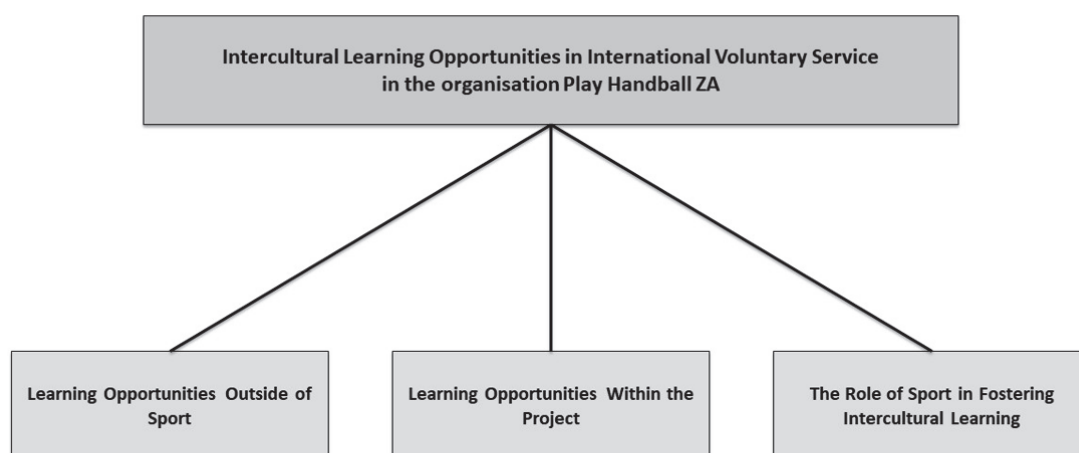 Intercultural Learning Opportunities in International Voluntary Service
in the organisation Play Handball ZA
Learning Opportunities Outside of
Sport
Learning Opportunities Within the
Project
The Role of Sport in Fostering
Intercultural Learning